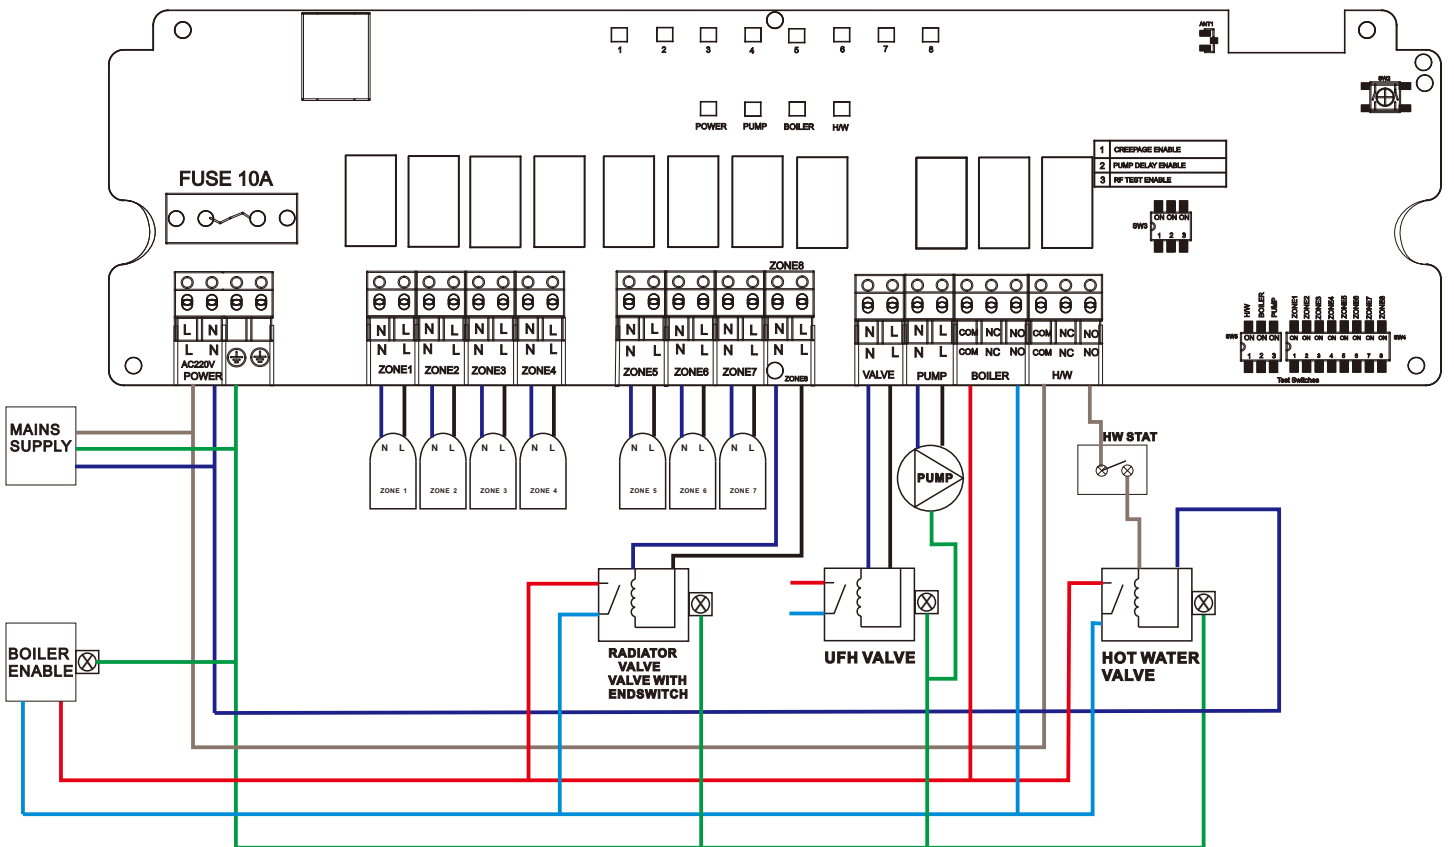 ANT1
1 2 3 4 5 6 7 8
SW2
POWER PUMP BOILER H/W
1 CREEPAGE ENABLE
2 PUMP DELAY ENABLE
3 RF TEST ENABLE
FUSE 10A
SW3
ON ON ON
1 2 3
ZONE8
H/W BOILER PUMP ZONE1 ZONE2 ZONE3 ZONE4 ZONE5 ZONE6 ZONE7 ZONE8
L N N L N L N L N L N L N L N L N L N L COM NC NO COM NC NO
SW5 ON ON ON ON ON ON ON ON ON ON ON SW4
1 2 3 1 2 3 4 5 6 7 8
L N N L N L N L N L N L N L N L N L N L COM NC NO COM NC NO
AC220V
POWER ZONE1 ZONE2 ZONE3 ZONE4 ZONE5 ZONE6 ZONE7 ZONE8 VALVE PUMP BOILER H/W
Test Switches
MAINS
SUPPLY
HW STAT
N L N L N L N L N L N L N L
PUMP
ZONE 1 ZONE 2 ZONE 3 ZONE 4 ZONE 5 ZONE 6 ZONE 7
BOILER
ENABLE
RADIATOR
VALVE
VALVE WITH
ENDSWITCH
UFH VALVE
HOT WATER
VALVE